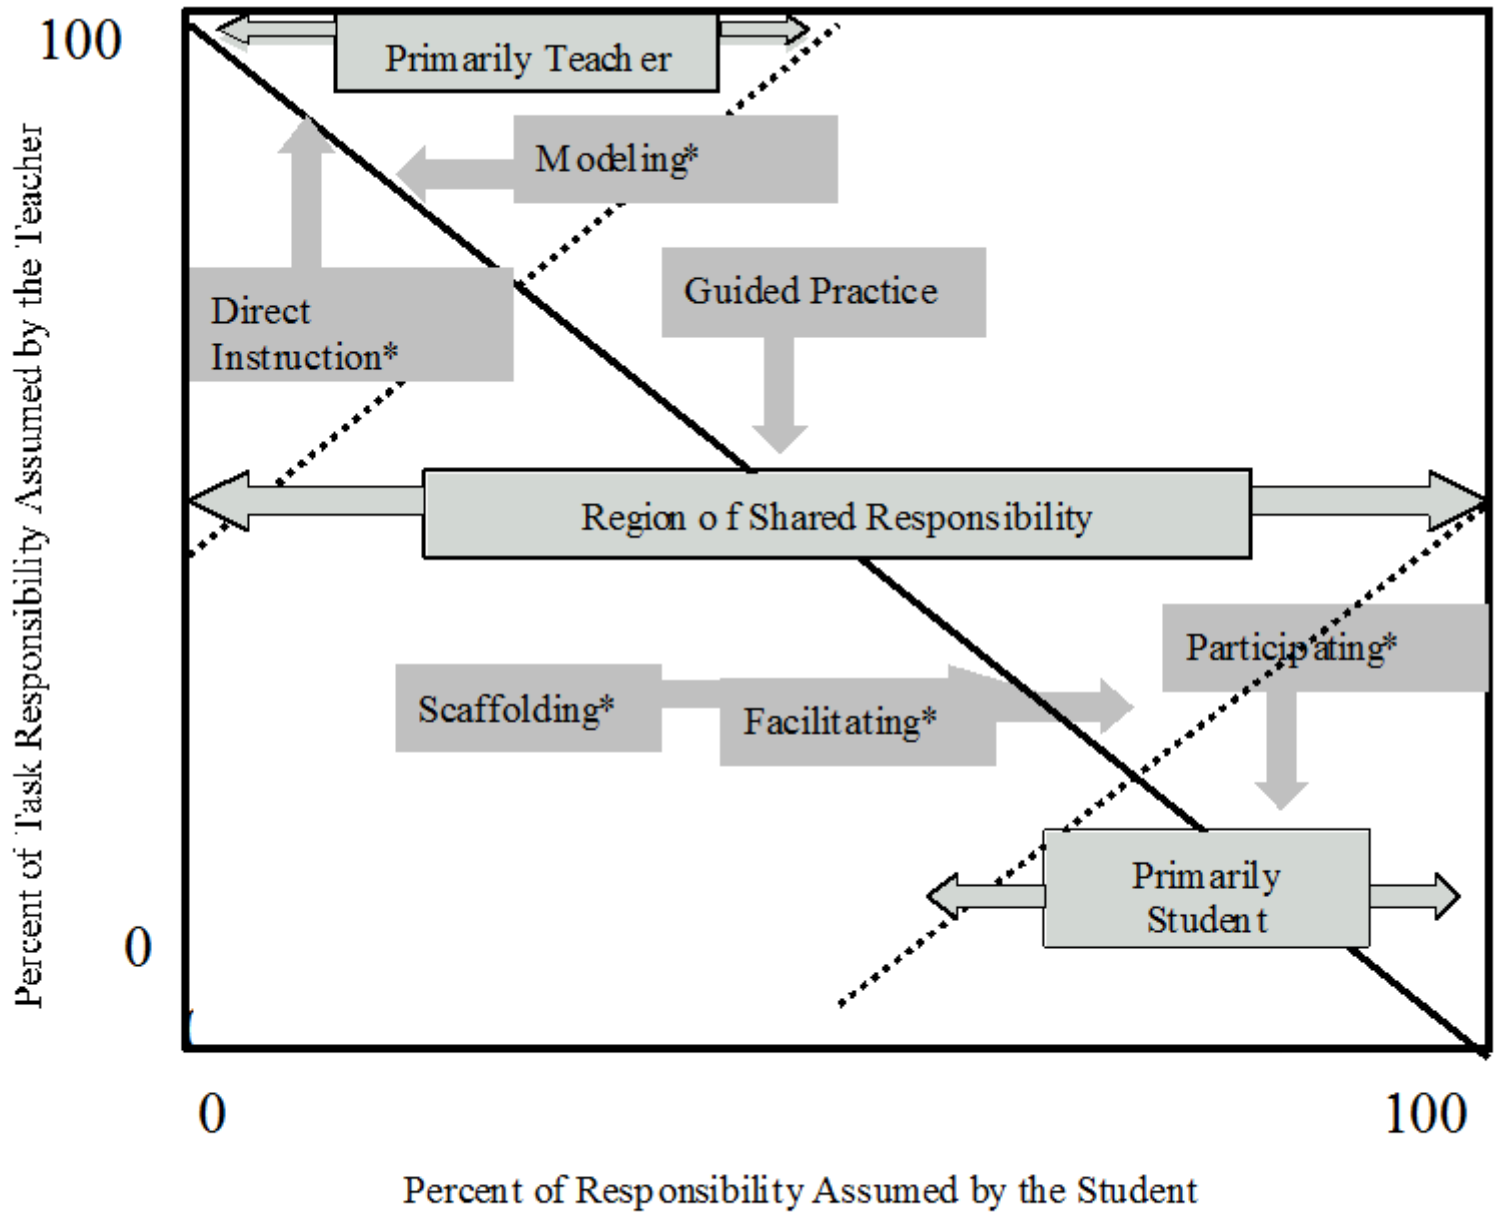 100
Primarily Teacher
Modeling*
Direct
Instruction*
Guided Practice
Region of Shared Responsibility
Participating*
Scaffolding*
Facilitating*
Primarily
Student
0
0
100
Percent of Task Responsibility Assumed by the Teacher
Percent of Responsibility Assumed by the Student